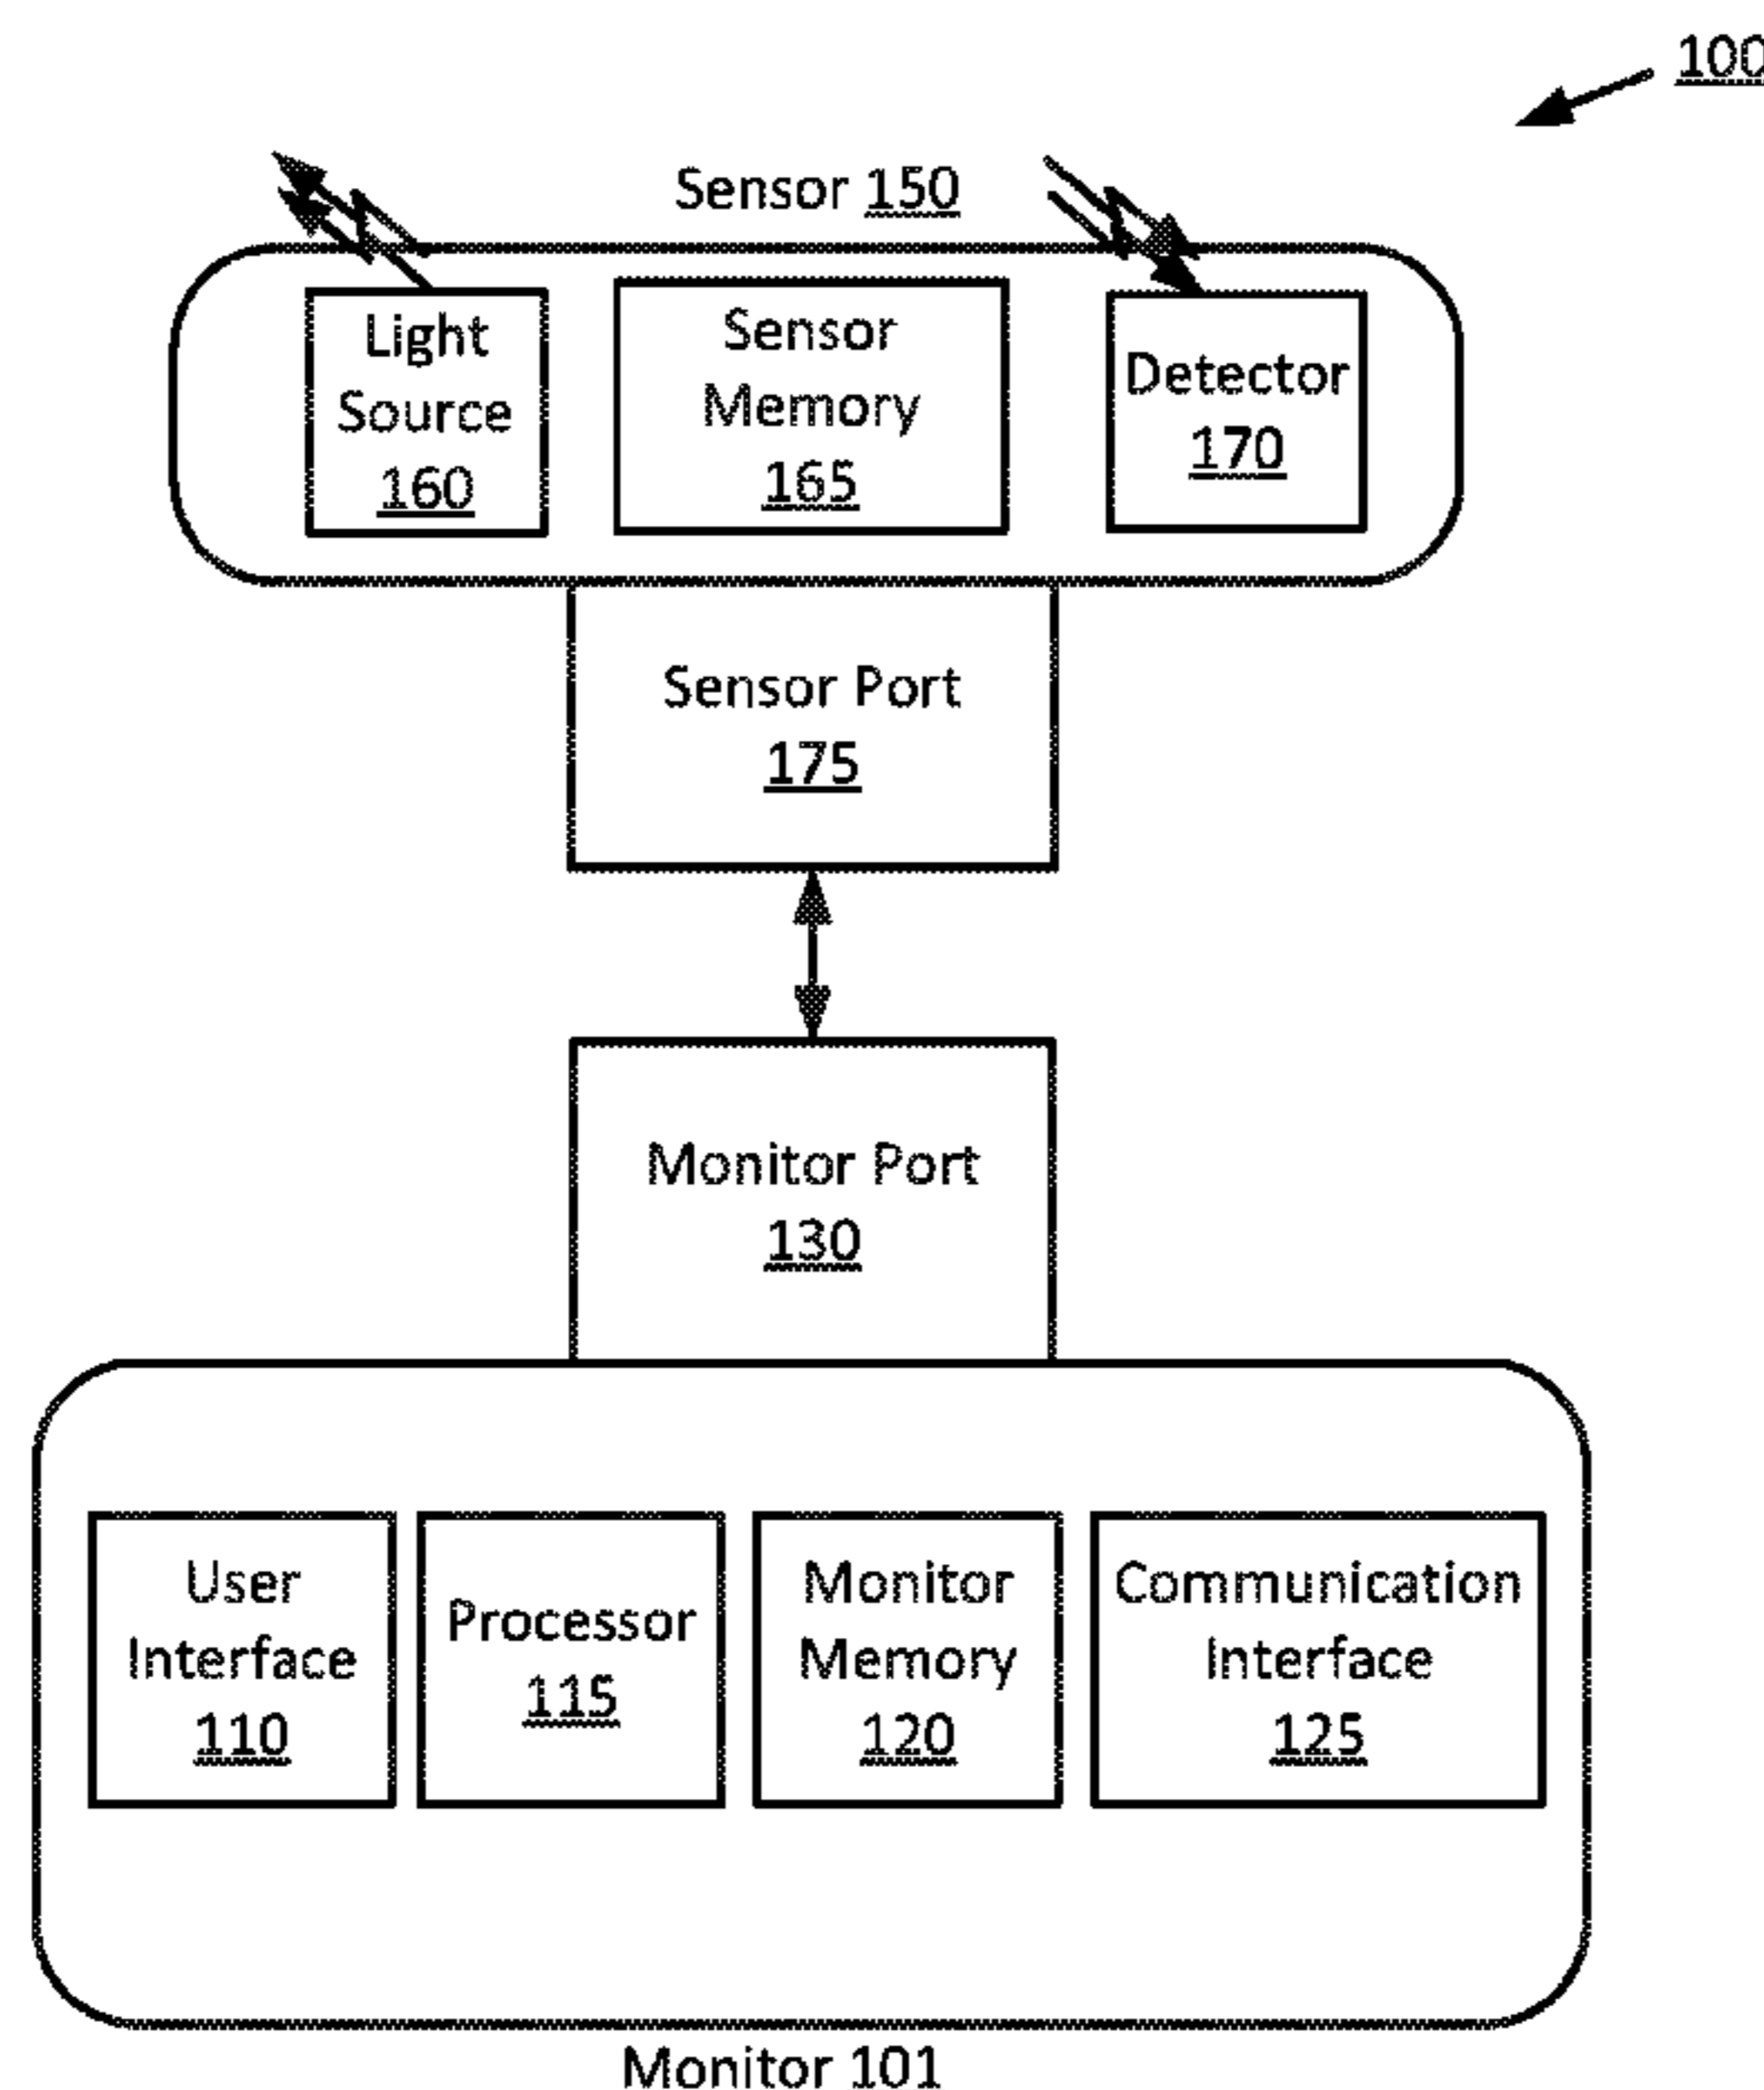 100
Sensor 150
Light
Source
160
Sensor
Memory
165
Detector
170
Sensor Port
175
Monitor Port
130
User
Interface
110
Processor
115
Monitor
Memory
120
Communication
Interface
125
Monitor 101